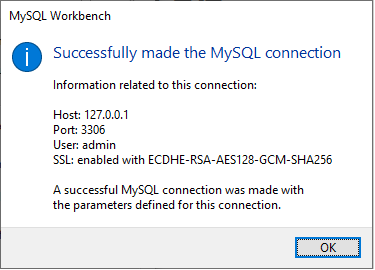 MySQL Workbench
Successfully made the MySQL connection
Information related to this connection:
Host: 127.0.0.1
Port: 3306
User: admin
SSL: enabled with ECDHE-RSA-AES128-GCM-SHA256
A successful MySQL connection was made with
the parameters defined for this connection.
OK